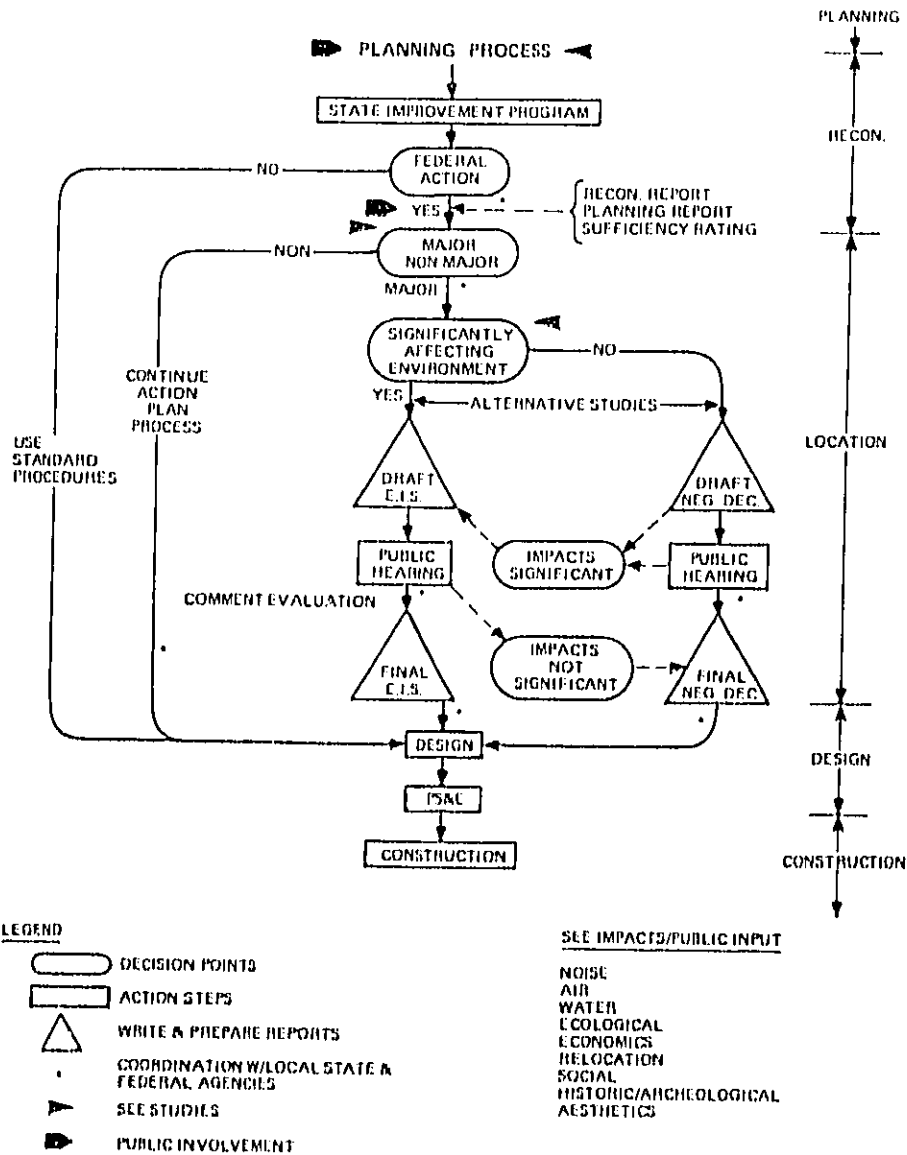 PLANNING
PLANNING PROCESS
STATE IMPROVEMENT PROGRAM
RECON.
NO
FEDERAL
ACTION
YES
RECON. REPORT
PLANNING REPORT
SUFFICIENCY RATING
NON
MAJOR
NON MAJOR
MAJOR
SIGNIFICANTLY
AFFECTING
ENVIRONMENT
NO
CONTINUE
ACTION
PLAN
PROCESS
YES
ALTERNATIVE STUDIES
USE
STANDARD
PROCEDURES
LOCATION
DRAFT
E.I.S.
DRAFT
NEG. DEC.
PUBLIC
HEARING
IMPACTS
SIGNIFICANT
PUBLIC
HEARING
COMMENT EVALUATION
FINAL
E.I.S.
IMPACTS
NOT
SIGNIFICANT
FINAL
NEG. DEC.
DESIGN
DESIGN
PS&E
CONSTRUCTION
CONSTRUCTION
LEGEND
DECISION POINTS
ACTION STEPS
WRITE & PREPARE REPORTS
COORDINATION W/LOCAL STATE &
FEDERAL AGENCIES
SEE STUDIES
PUBLIC INVOLVEMENT
SEE IMPACTS/PUBLIC INPUT
NOISE
AIR
WATER
ECOLOGICAL
ECONOMICS
RELOCATION
SOCIAL
HISTORIC/ARCHEOLOGICAL
AESTHETICS